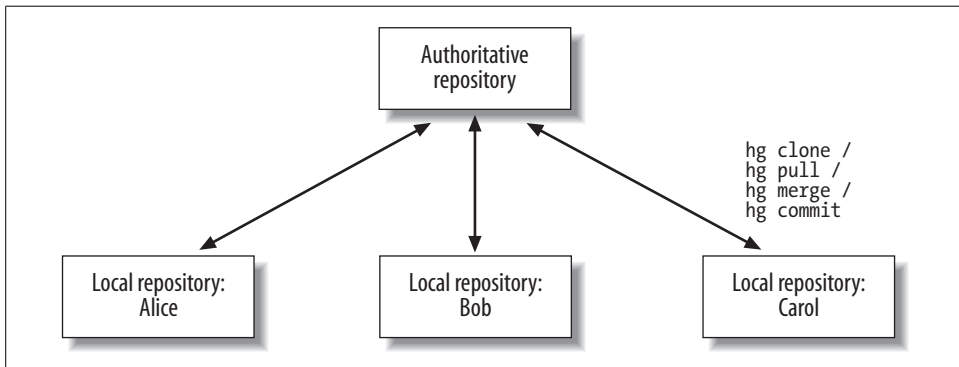 Authoritative
repository
hg clone /
hg pull /
hg merge /
hg commit
Local repository:
Alice
Local repository:
Bob
Local repository:
Carol